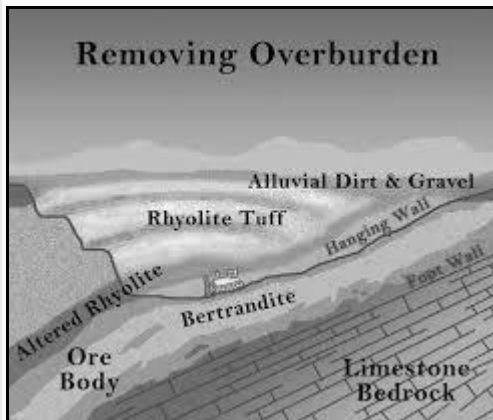 Removing Overburden
Alluvial Dirt & Gravel
Rhyolite Tuff
Hanging Wall
Foot Wall
Altered Rhyolite
Bertrandite
Ore
Body
Limestone
Bedrock